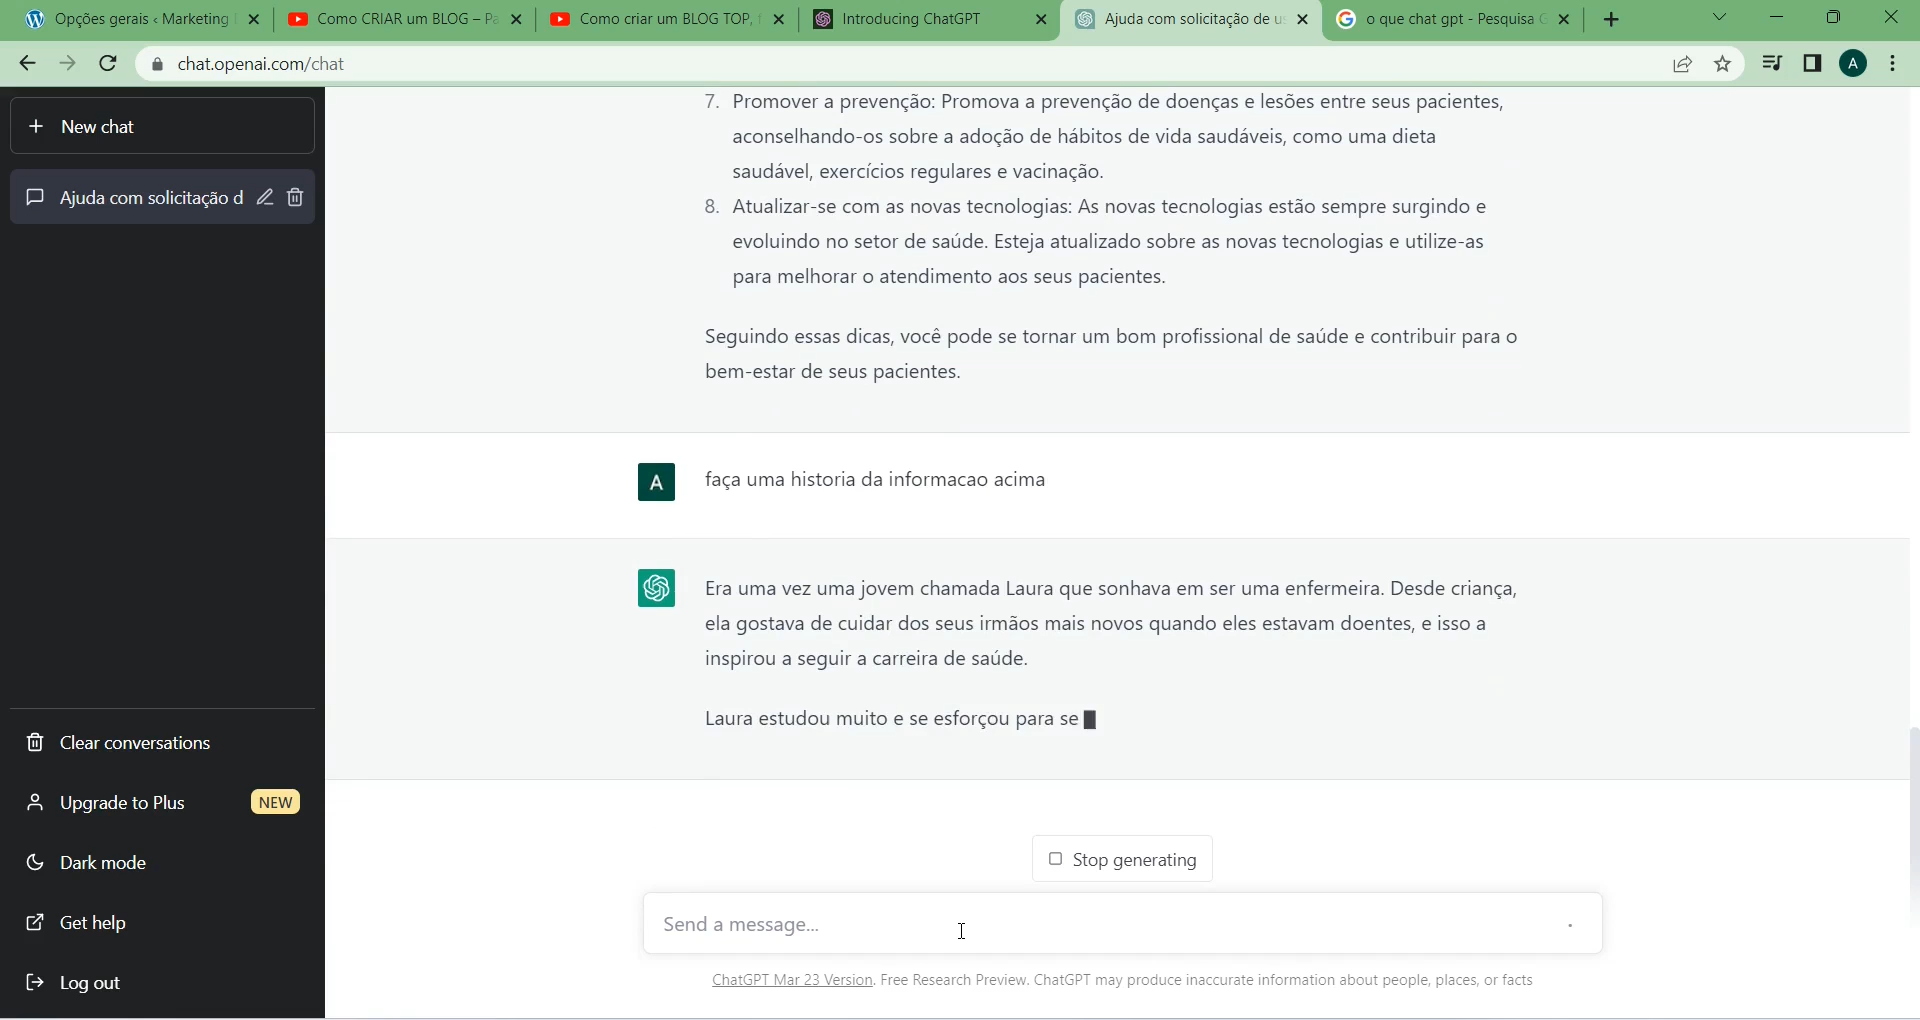 Opções gerais ‹ Marketing
Como CRIAR um BLOG – Pa
Como criar um BLOG TOP,
Introducing ChatGPT
Ajuda com solicitação de u
o que chat gpt - Pesquisa G
chat.openai.com/chat
A
New chat
Ajuda com solicitação d
7. Promover a prevenção: Promova a prevenção de doenças e lesões entre seus pacientes,
aconselhando-os sobre a adoção de hábitos de vida saudáveis, como uma dieta
saudável, exercícios regulares e vacinação.
8. Atualizar-se com as novas tecnologias: As novas tecnologias estão sempre surgindo e
evoluindo no setor de saúde. Esteja atualizado sobre as novas tecnologias e utilize-as
para melhorar o atendimento aos seus pacientes.
Seguindo essas dicas, você pode se tornar um bom profissional de saúde e contribuir para o
bem-estar de seus pacientes.
A
faça uma historia da informacao acima
Era uma vez uma jovem chamada Laura que sonhava em ser uma enfermeira. Desde criança,
ela gostava de cuidar dos seus irmãos mais novos quando eles estavam doentes, e isso a
inspirou a seguir a carreira de saúde.
Laura estudou muito e se esforçou para se
Clear conversations
Upgrade to Plus NEW
Dark mode
Get help
Log out
Stop generating
Send a message...
ChatGPT Mar 23 Version. Free Research Preview. ChatGPT may produce inaccurate information about people, places, or facts